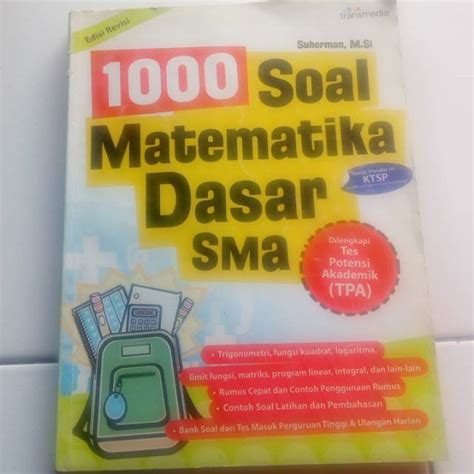 transmedia
Edisi Revisi
Suherman, M.Si
1000 Soal
Matematika
Dasar
SMA
KTSP
Dilengkapi
Tes
Potensi
Akademik
(TPA)
• Trigonometri, fungsi kuadrat, logaritma,
limit fungsi, matriks, program linear, integral, dan lain-lain
• Rumus Cepat dan Contoh Penggunaan Rumus
• Contoh Soal Latihan dan Pembahasan
• Bank Soal dari Tes Masuk Perguruan Tinggi & Ulangan Harian